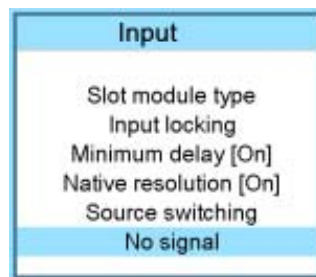 Input
Slot module type
Input locking
Minimum delay [On]
Native resolution [On]
Source switching
No signal